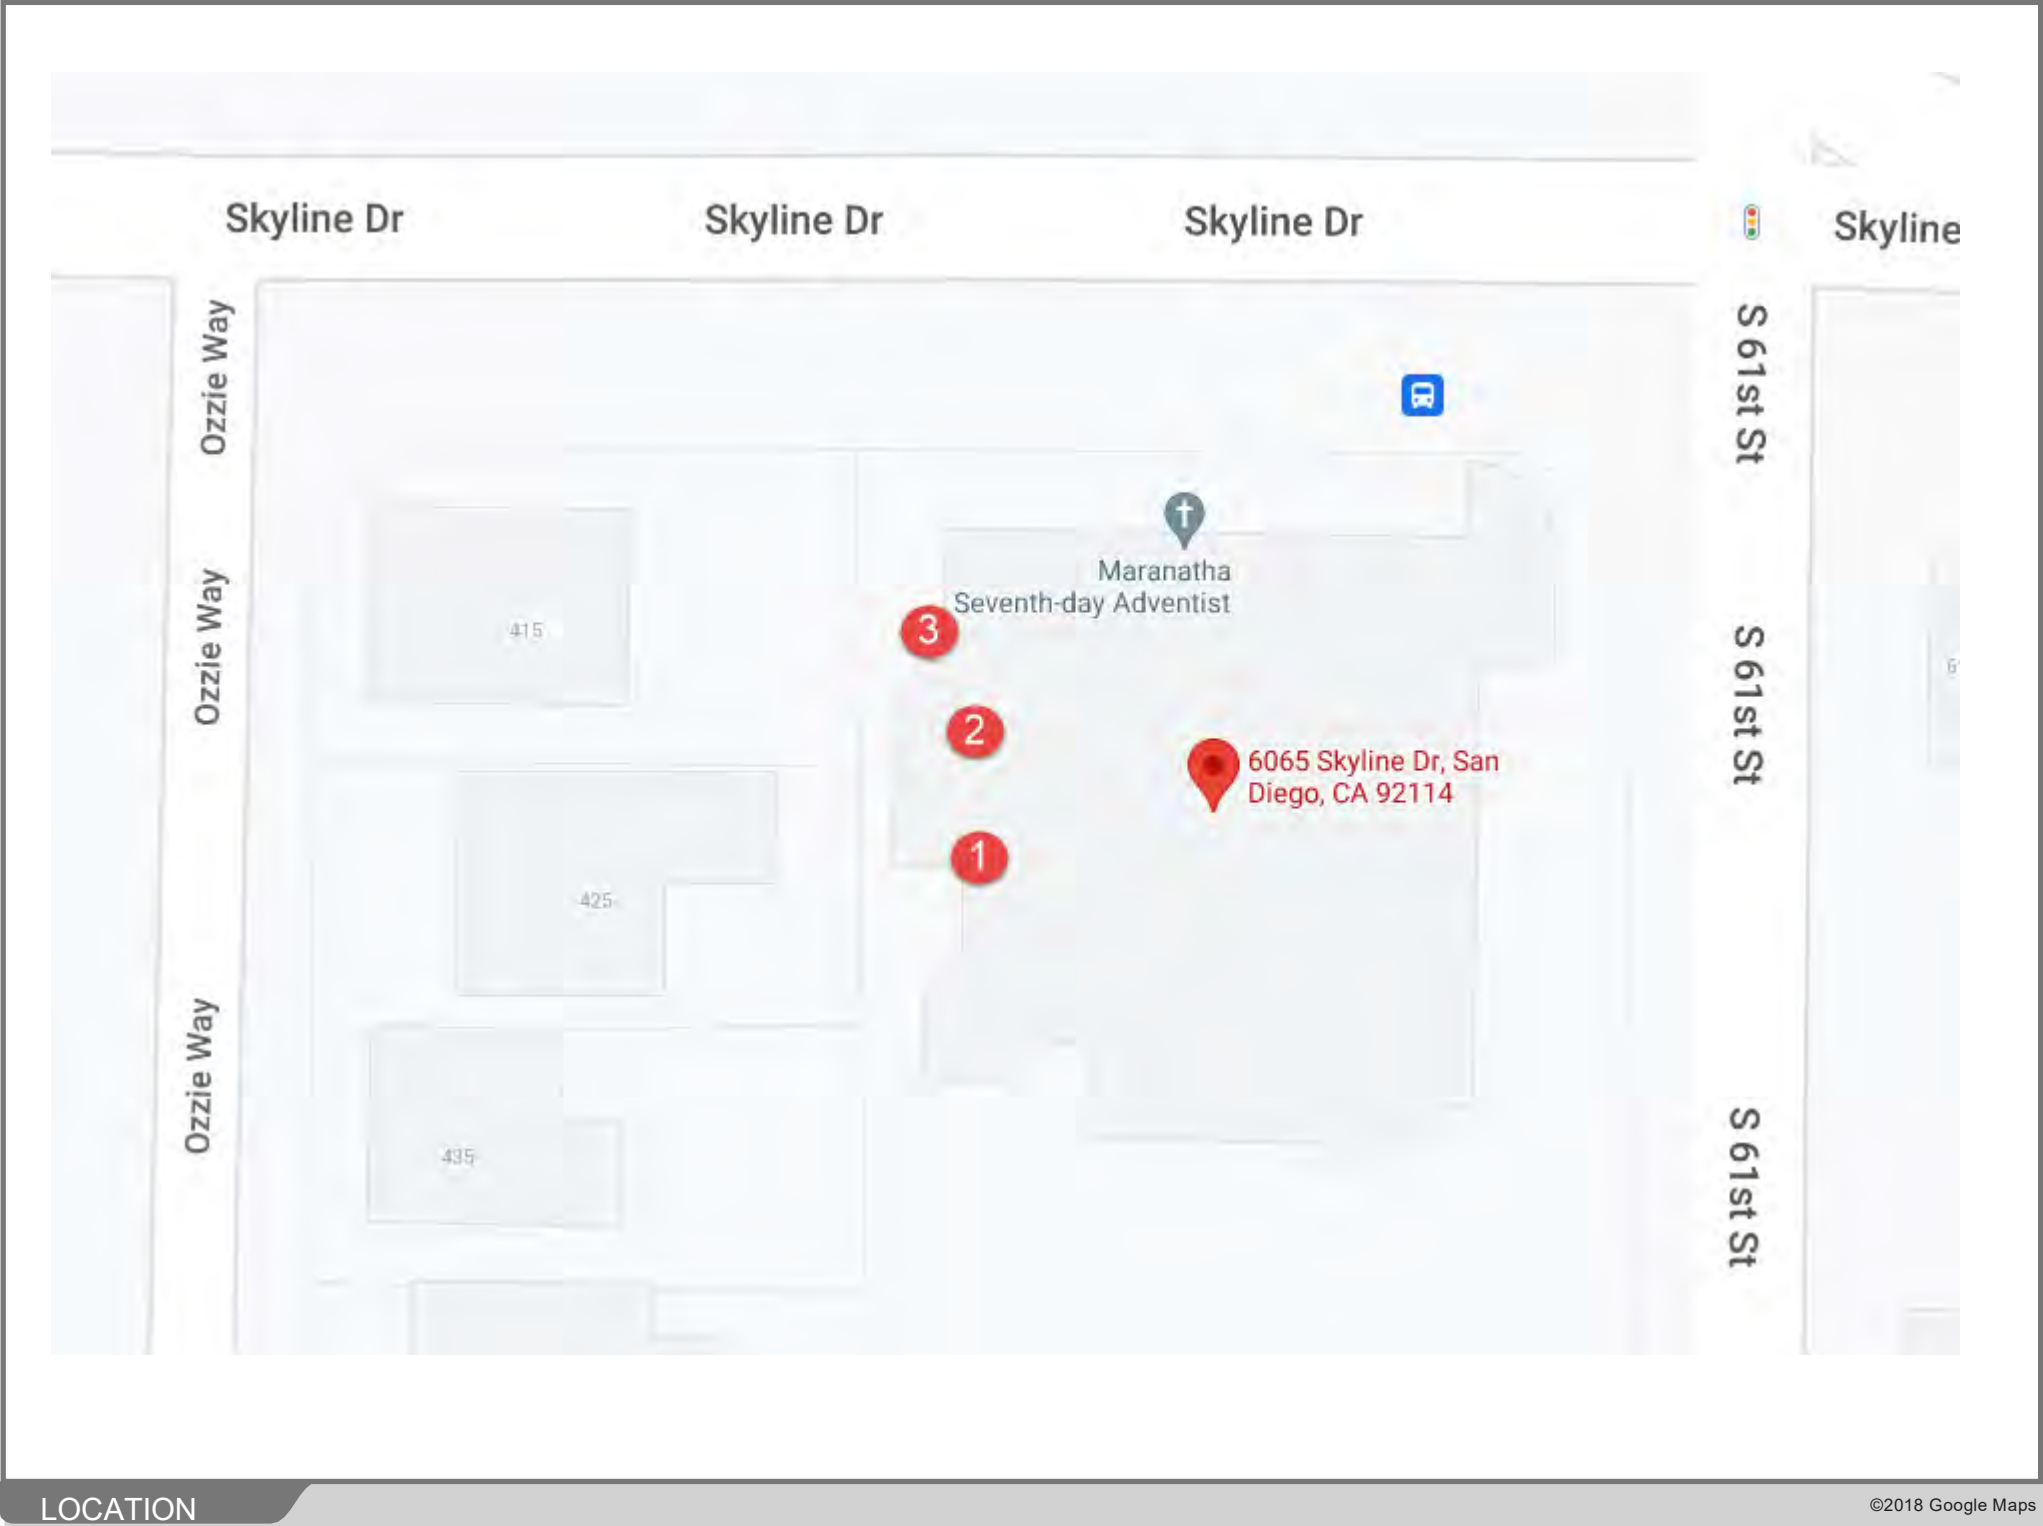 Skyline Dr
Skyline Dr
Skyline Dr
Skyline
Ozzie Way
S 61st St
Maranatha
Seventh-day Adventist
415
3
Ozzie Way
S 61st St
2
6065 Skyline Dr, San
Diego, CA 92114
1
425
Ozzie Way
S 61st St
435
LOCATION
©2018 Google Maps